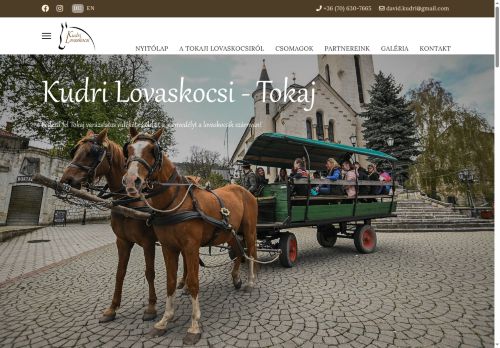 HU EN
+36 (70) 630-7665 david.kudri@gmail.com
Kudri
Lovaskocsi
NYITÓLAP A TOKAJI LOVASKOCSIRÓL CSOMAGOK PARTNEREINK GALÉRIA KONTAKT
Kudri Lovaskocsi - Tokaj